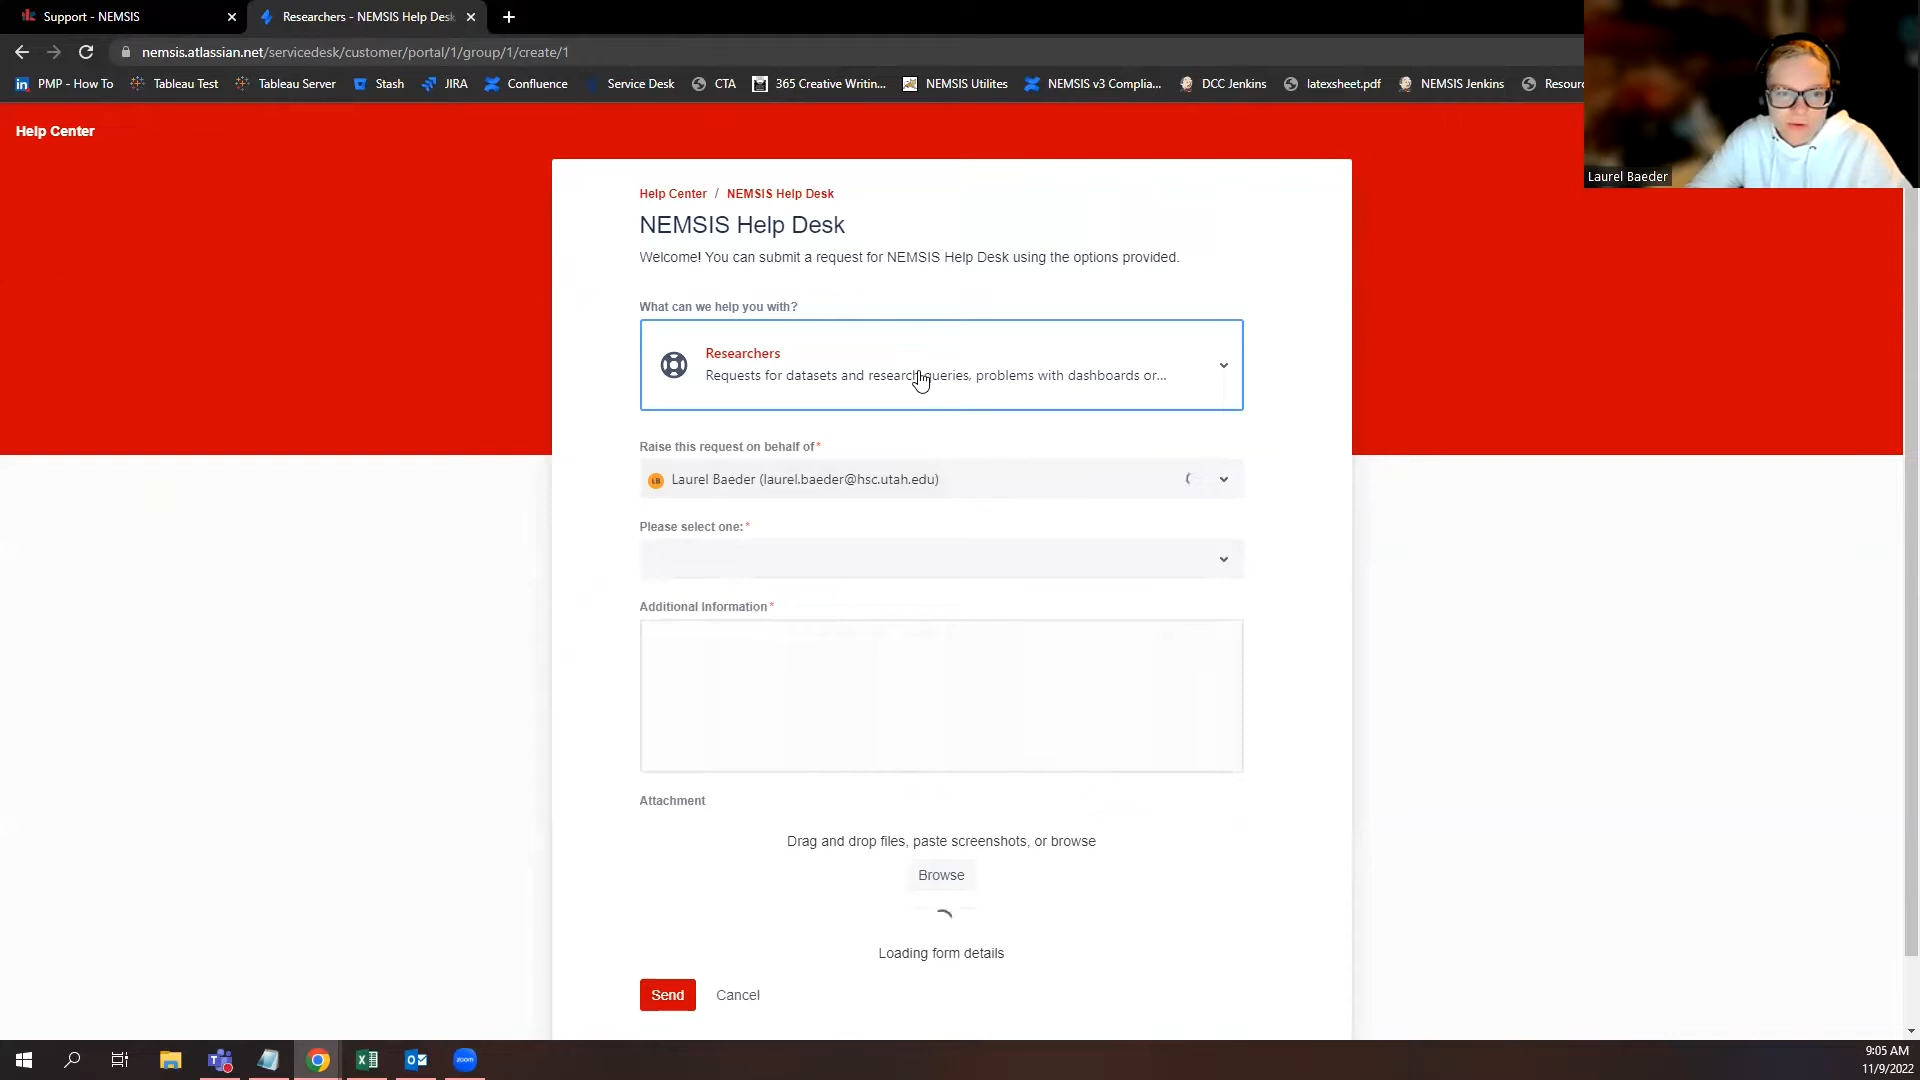 Support - NEMSIS
Researchers - NEMSIS Help Desk
nemsis.atlassian.net/servicedesk/customer/portal/1/group/1/create/1
PMP - How To
Tableau Test
Tableau Server
Stash
JIRA
Confluence
Service Desk
CTA
365 Creative Writin...
NEMSIS Utilites
NEMSIS v3 Complia...
DCC Jenkins
latexsheet.pdf
NEMSIS Jenkins
Resourc
Laurel Baeder
Help Center
Help Center / NEMSIS Help Desk
NEMSIS Help Desk
Welcome! You can submit a request for NEMSIS Help Desk using the options provided.
What can we help you with?
Researchers
Requests for datasets and research queries, problems with dashboards or...
Raise this request on behalf of*
LB
Laurel Baeder (laurel.baeder@hsc.utah.edu)
Please select one:*
Additional Information*
Attachment
Drag and drop files, paste screenshots, or browse
Browse
Loading form details
Send
Cancel
zoom
9:05 AM
11/9/2022